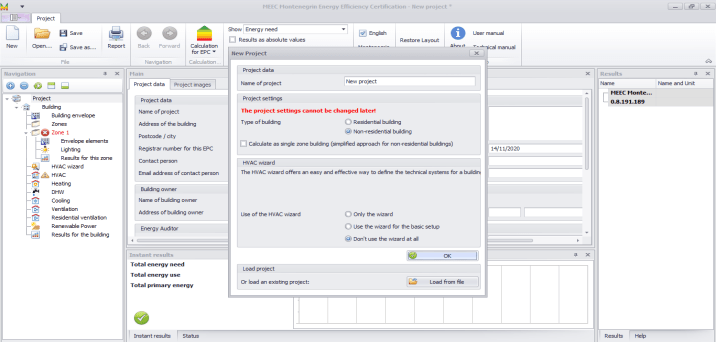 MEEC Montenegrin Energy Efficiency Certification - New project *
Project
New
Open...
Save
Save as....
Report
Back
Forward
Calculation
for EPC
Show Energy need
Results as absolute values
English
Restore Layout
About
User manual
Technical manual
File
Navigation
Calculation...
Navigation
Project
Building
Building envelope
Zones
Zone 1
Envelope elements
Lighting
Results for this zone
HVAC wizard
HVAC
Heating
DHW
Cooling
Ventilation
Residential ventilation
Renewable Power
Results for the building
Main
Project data
Project images
Project data
Name of project
Address of the building
Postcode / city
Registrar number for this EPC
Contact person
Email address of contact person
Building owner
Name of building owner
Address of building owner
Energy Auditor
14/11/2020
New Project
Project data
Name of project
New project
Project settings
The project settings cannot be changed later!
Type of building
Residential building
Non-residential building
Calculate as single zone building (simplified approach for non-residential buildings)
HVAC wizard
The HVAC wizard offers an easy and effective way to define the technical systems for a buildin
Use of the HVAC wizard
Only the wizard
Use the wizard for the basic setup
Don't use the wizard at all
OK
Load project
Or load an existing project:
Load from file
Instant results
Total energy need
Total energy use
Total primary energy
Instant results
Status
Results
Name
Name and Unit
MEEC Monte...
0.8.191.189
Results
Help